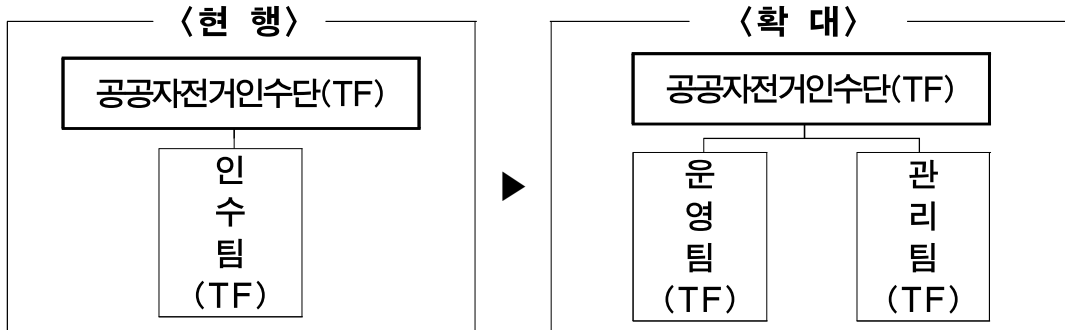 〈현 행〉
공공자전거인수단(TF)
인
수
팀
(TF)
▶
〈확 대〉
공공자전거인수단(TF)
운
영
팀
(TF)
관
리
팀
(TF)